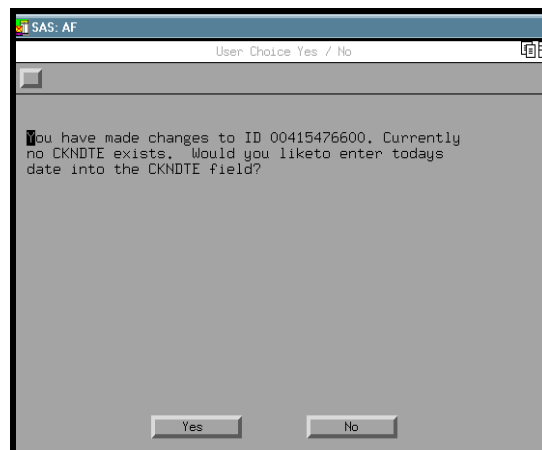 SAS: AF
User Choice Yes / No
You have made changes to ID 00415476600. Currently
no CKNDTE exists. Would you liketo enter todays
date into the CKNDTE field?
Yes No